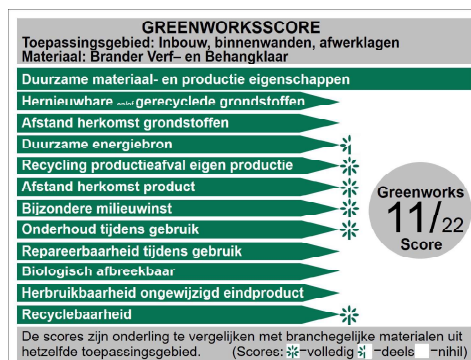 GREENWORKSSCORE
Toepassingsgebied: Inbouw, binnenwanden, afwerklagen
Materiaal: Brander Verf– en Behangklaar
Duurzame materiaal- en productie eigenschappen
Hernieuwbare en/of gerecyclede grondstoffen
Afstand herkomst grondstoffen
Duurzame energiebron
Recycling productieafval eigen productie
Afstand herkomst product
Bijzondere milieuwinst
Onderhoud tijdens gebruik
Repareerbaarheid tijdens gebruik
Biologisch afbreekbaar
Herbruikbaarheid ongewijzigd eindproduct
Recyclebaarheid
Greenworks
11/22
Score
De scores zijn onderling te vergelijken met branchegelijke materialen uit
hetzelfde toepassingsgebied. (Scores: =volledig =deels =nihil)